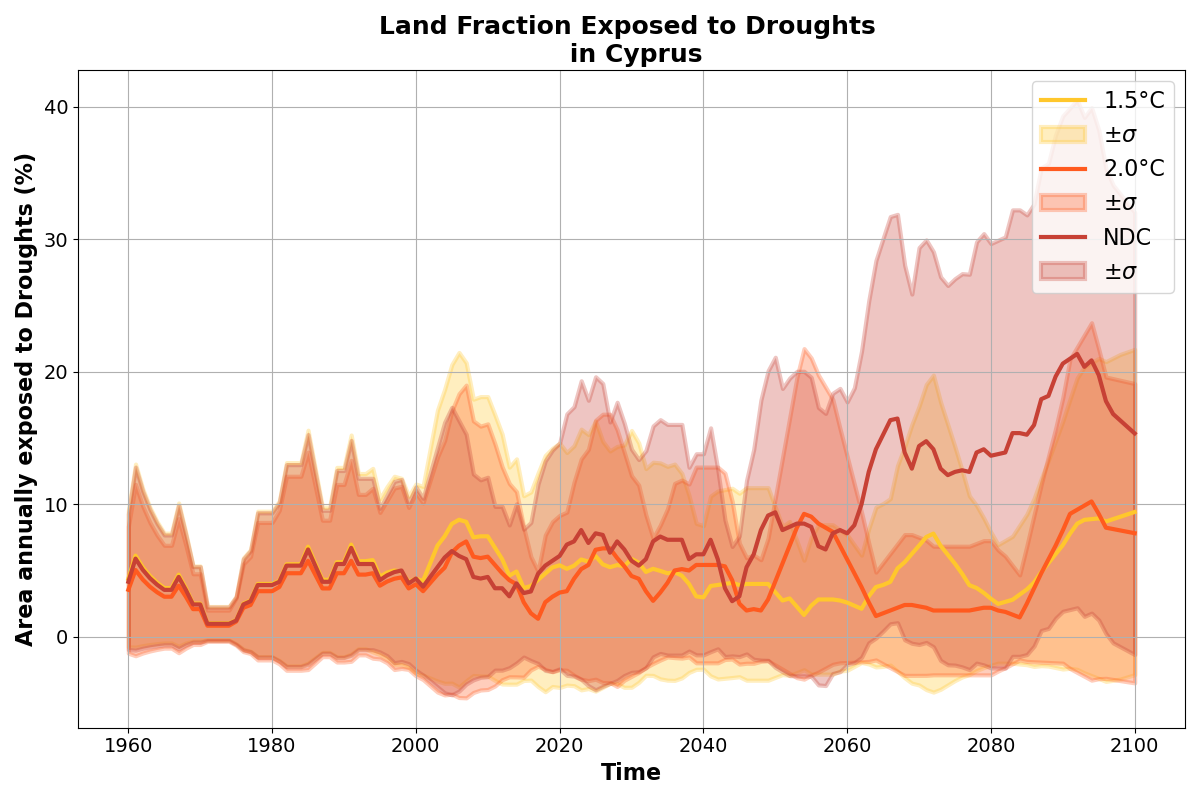 Land Fraction Exposed to Droughts
in Cyprus
Area annually exposed to Droughts (%)
40
30
20
10
0
1960
1980
2000
2020
2040
2060
2080
2100
Time
1.5°C
±σ
2.0°C
±σ
NDC
±σ